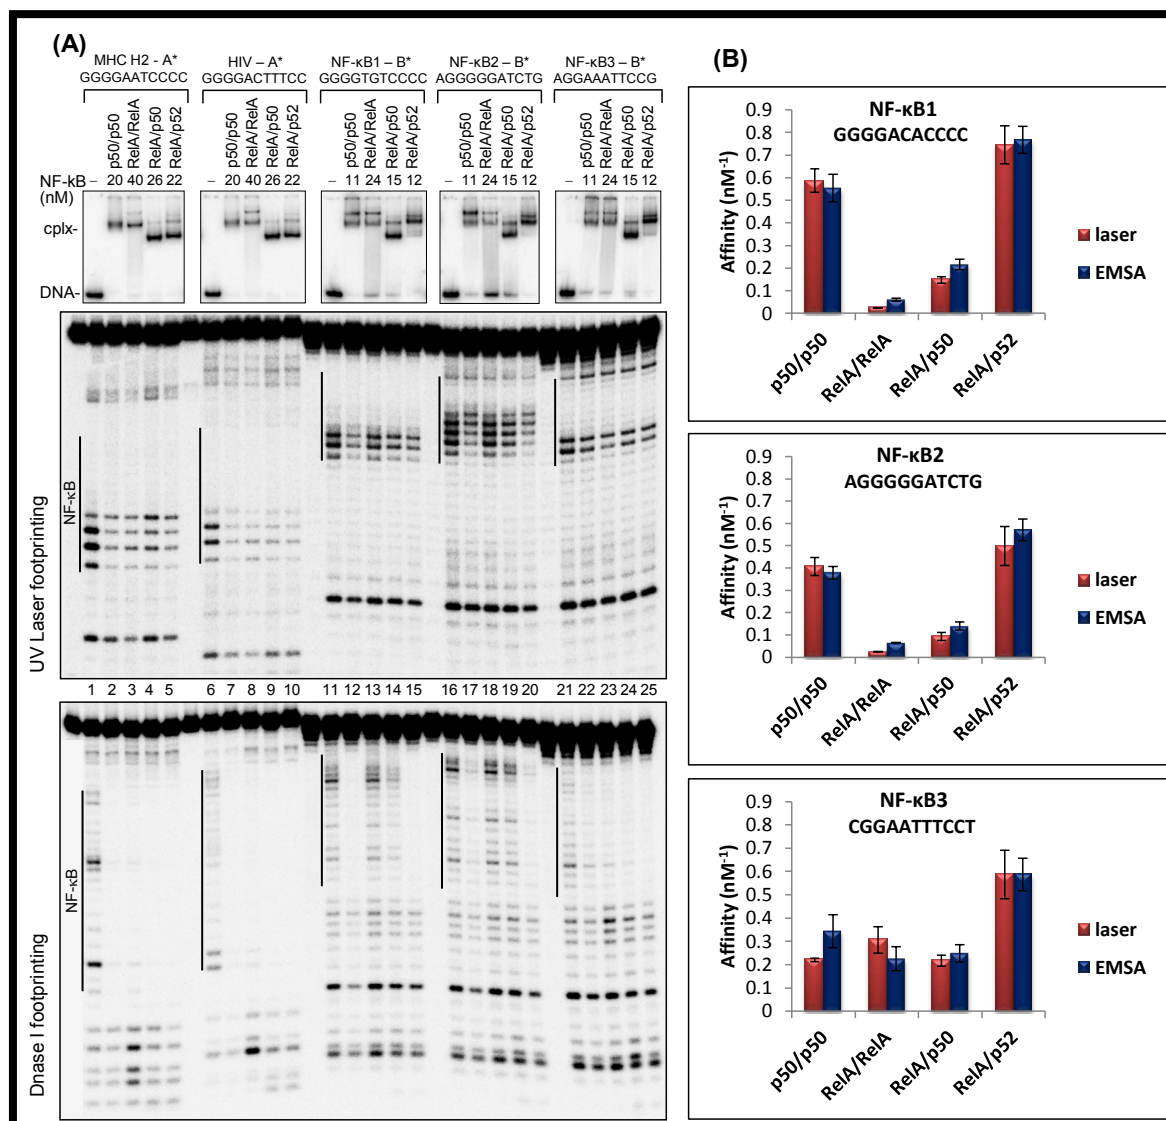 (A)
MHC H2 - A*
GGGGAATCCCC
HIV – A*
GGGGACTTTCC
NF-κB1 – B*
GGGGTGTCCCC
NF-κB2 – B*
AGGGGGATCTG
NF-κB3 – B*
AGGAAATTCCG
– p50/p50 RelA/RelA RelA/p50 RelA/p52
– p50/p50 RelA/RelA RelA/p50 RelA/p52
– p50/p50 RelA/RelA RelA/p50 RelA/p52
– p50/p50 RelA/RelA RelA/p50 RelA/p52
– p50/p50 RelA/RelA RelA/p50 RelA/p52
NF-kB 20 40 26 22 20 40 26 22 11 24 15 12 11 24 15 12 11 24 15 12
(nM)
cplx-
DNA-
UV Laser footprinting
NF-κB
1 2 3 4 5 6 7 8 9 10 11 12 13 14 15 16 17 18 19 20 21 22 23 24 25
Dnase I footprinting
NF-κB
(B)
NF-κB1
GGGGACACCCC
Affinity (nM-1)
0.9
0.8
0.7
0.6
0.5
0.4
0.3
0.2
0.1
0
p50/p50 RelA/RelA RelA/p50 RelA/p52
laser
EMSA
NF-κB2
AGGGGGATCTG
Affinity (nM-1)
0.9
0.8
0.7
0.6
0.5
0.4
0.3
0.2
0.1
0
p50/p50 RelA/RelA RelA/p50 RelA/p52
laser
EMSA
NF-κB3
CGGAATTTCCT
Affinity (nM-1)
0.9
0.8
0.7
0.6
0.5
0.4
0.3
0.2
0.1
0
p50/p50 RelA/RelA RelA/p50 RelA/p52
laser
EMSA